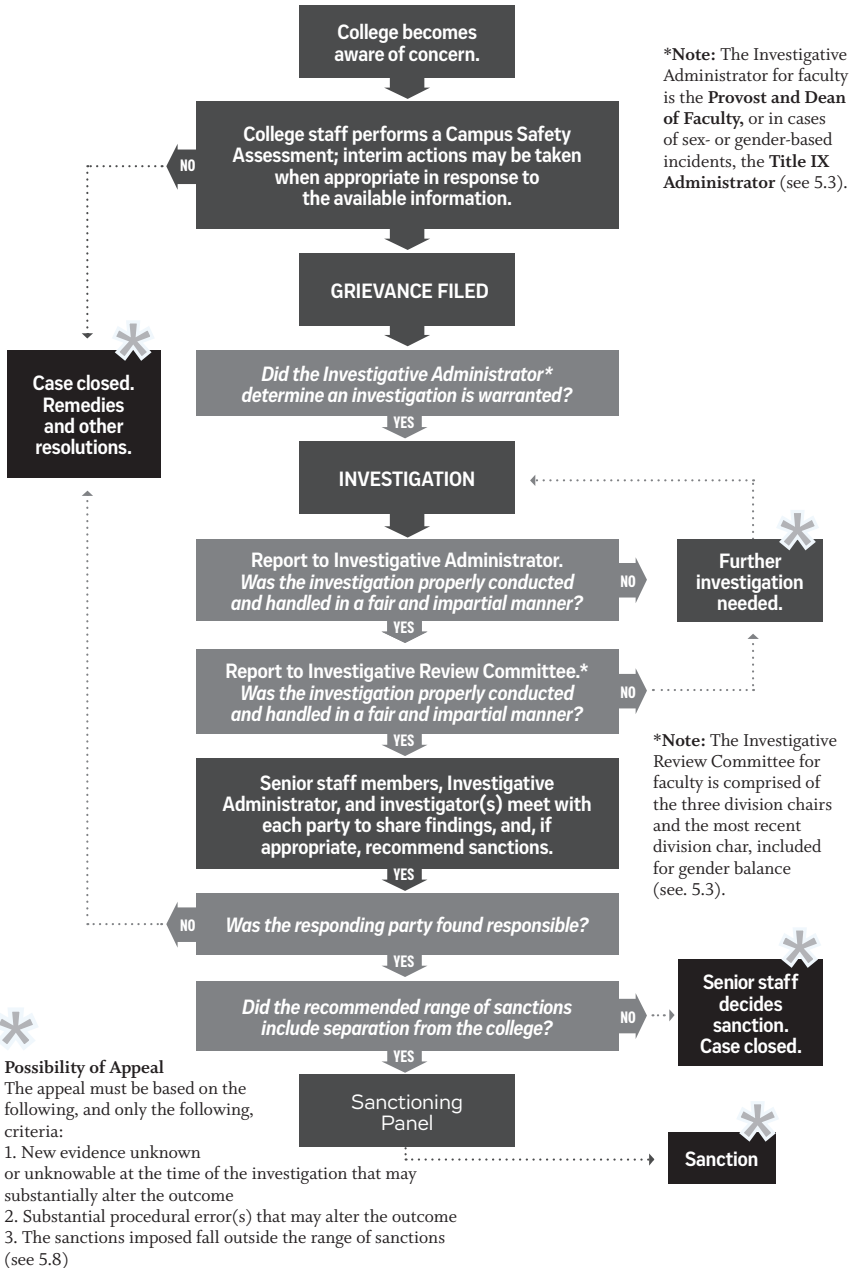 College becomes
aware of concern.
*Note: The Investigative
Administrator for faculty
is the Provost and Dean
of Faculty, or in cases
of sex- or gender-based
incidents, the Title IX
Administrator (see 5.3).
College staff performs a Campus Safety
Assessment; interim actions may be taken
when appropriate in response to
the available information.
NO
GRIEVANCE FILED
Case closed.
Remedies
and other
resolutions.
Did the Investigative Administrator*
determine an investigation is warranted?
YES
INVESTIGATION
Report to Investigative Administrator.
Was the investigation properly conducted
and handled in a fair and impartial manner?
NO
Further
investigation
needed.
YES
Report to Investigative Review Committee.*
Was the investigation properly conducted
and handled in a fair and impartial manner?
NO
YES
*Note: The Investigative
Review Committee for
faculty is comprised of
the three division chairs
and the most recent
division char, included
for gender balance
(see. 5.3).
Senior staff members, Investigative
Administrator, and investigator(s) meet with
each party to share findings, and, if
appropriate, recommend sanctions.
YES
NO
Was the responding party found responsible?
YES
Did the recommended range of sanctions
include separation from the college?
NO
Senior staff
decides
sanction.
Case closed.
YES
Sanctioning
Panel
Sanction
*
Possibility of Appeal
The appeal must be based on the
following, and only the following,
criteria:
1. New evidence unknown
or unknowable at the time of the investigation that may
substantially alter the outcome
2. Substantial procedural error(s) that may alter the outcome
3. The sanctions imposed fall outside the range of sanctions
(see 5.8)